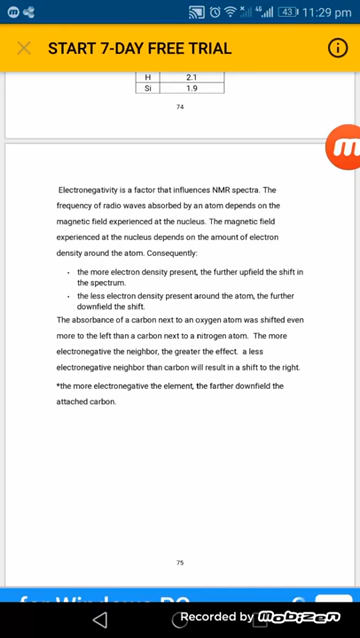 43 11:29 pm
START 7-DAY FREE TRIAL
H 2.1
Si 1.9
74
Electronegativity is a factor that influences NMR spectra. The
frequency of radio waves absorbed by an atom depends on the
magnetic field experienced at the nucleus. The magnetic field
experienced at the nucleus depends on the amount of electron
density around the atom. Consequently:
• the more electron density present, the further upfield the shift in
the spectrum.
• the less electron density present around the atom, the further
downfield the shift.
The absorbance of a carbon next to an oxygen atom was shifted even
more to the left than a carbon next to a nitrogen atom. The more
electronegative the neighbor, the greater the effect. a less
electronegative neighbor than carbon will result in a shift to the right.
*the more electronegative the element, the farther downfield the
attached carbon.
75
for Windows PC
Recorded by Mobizen